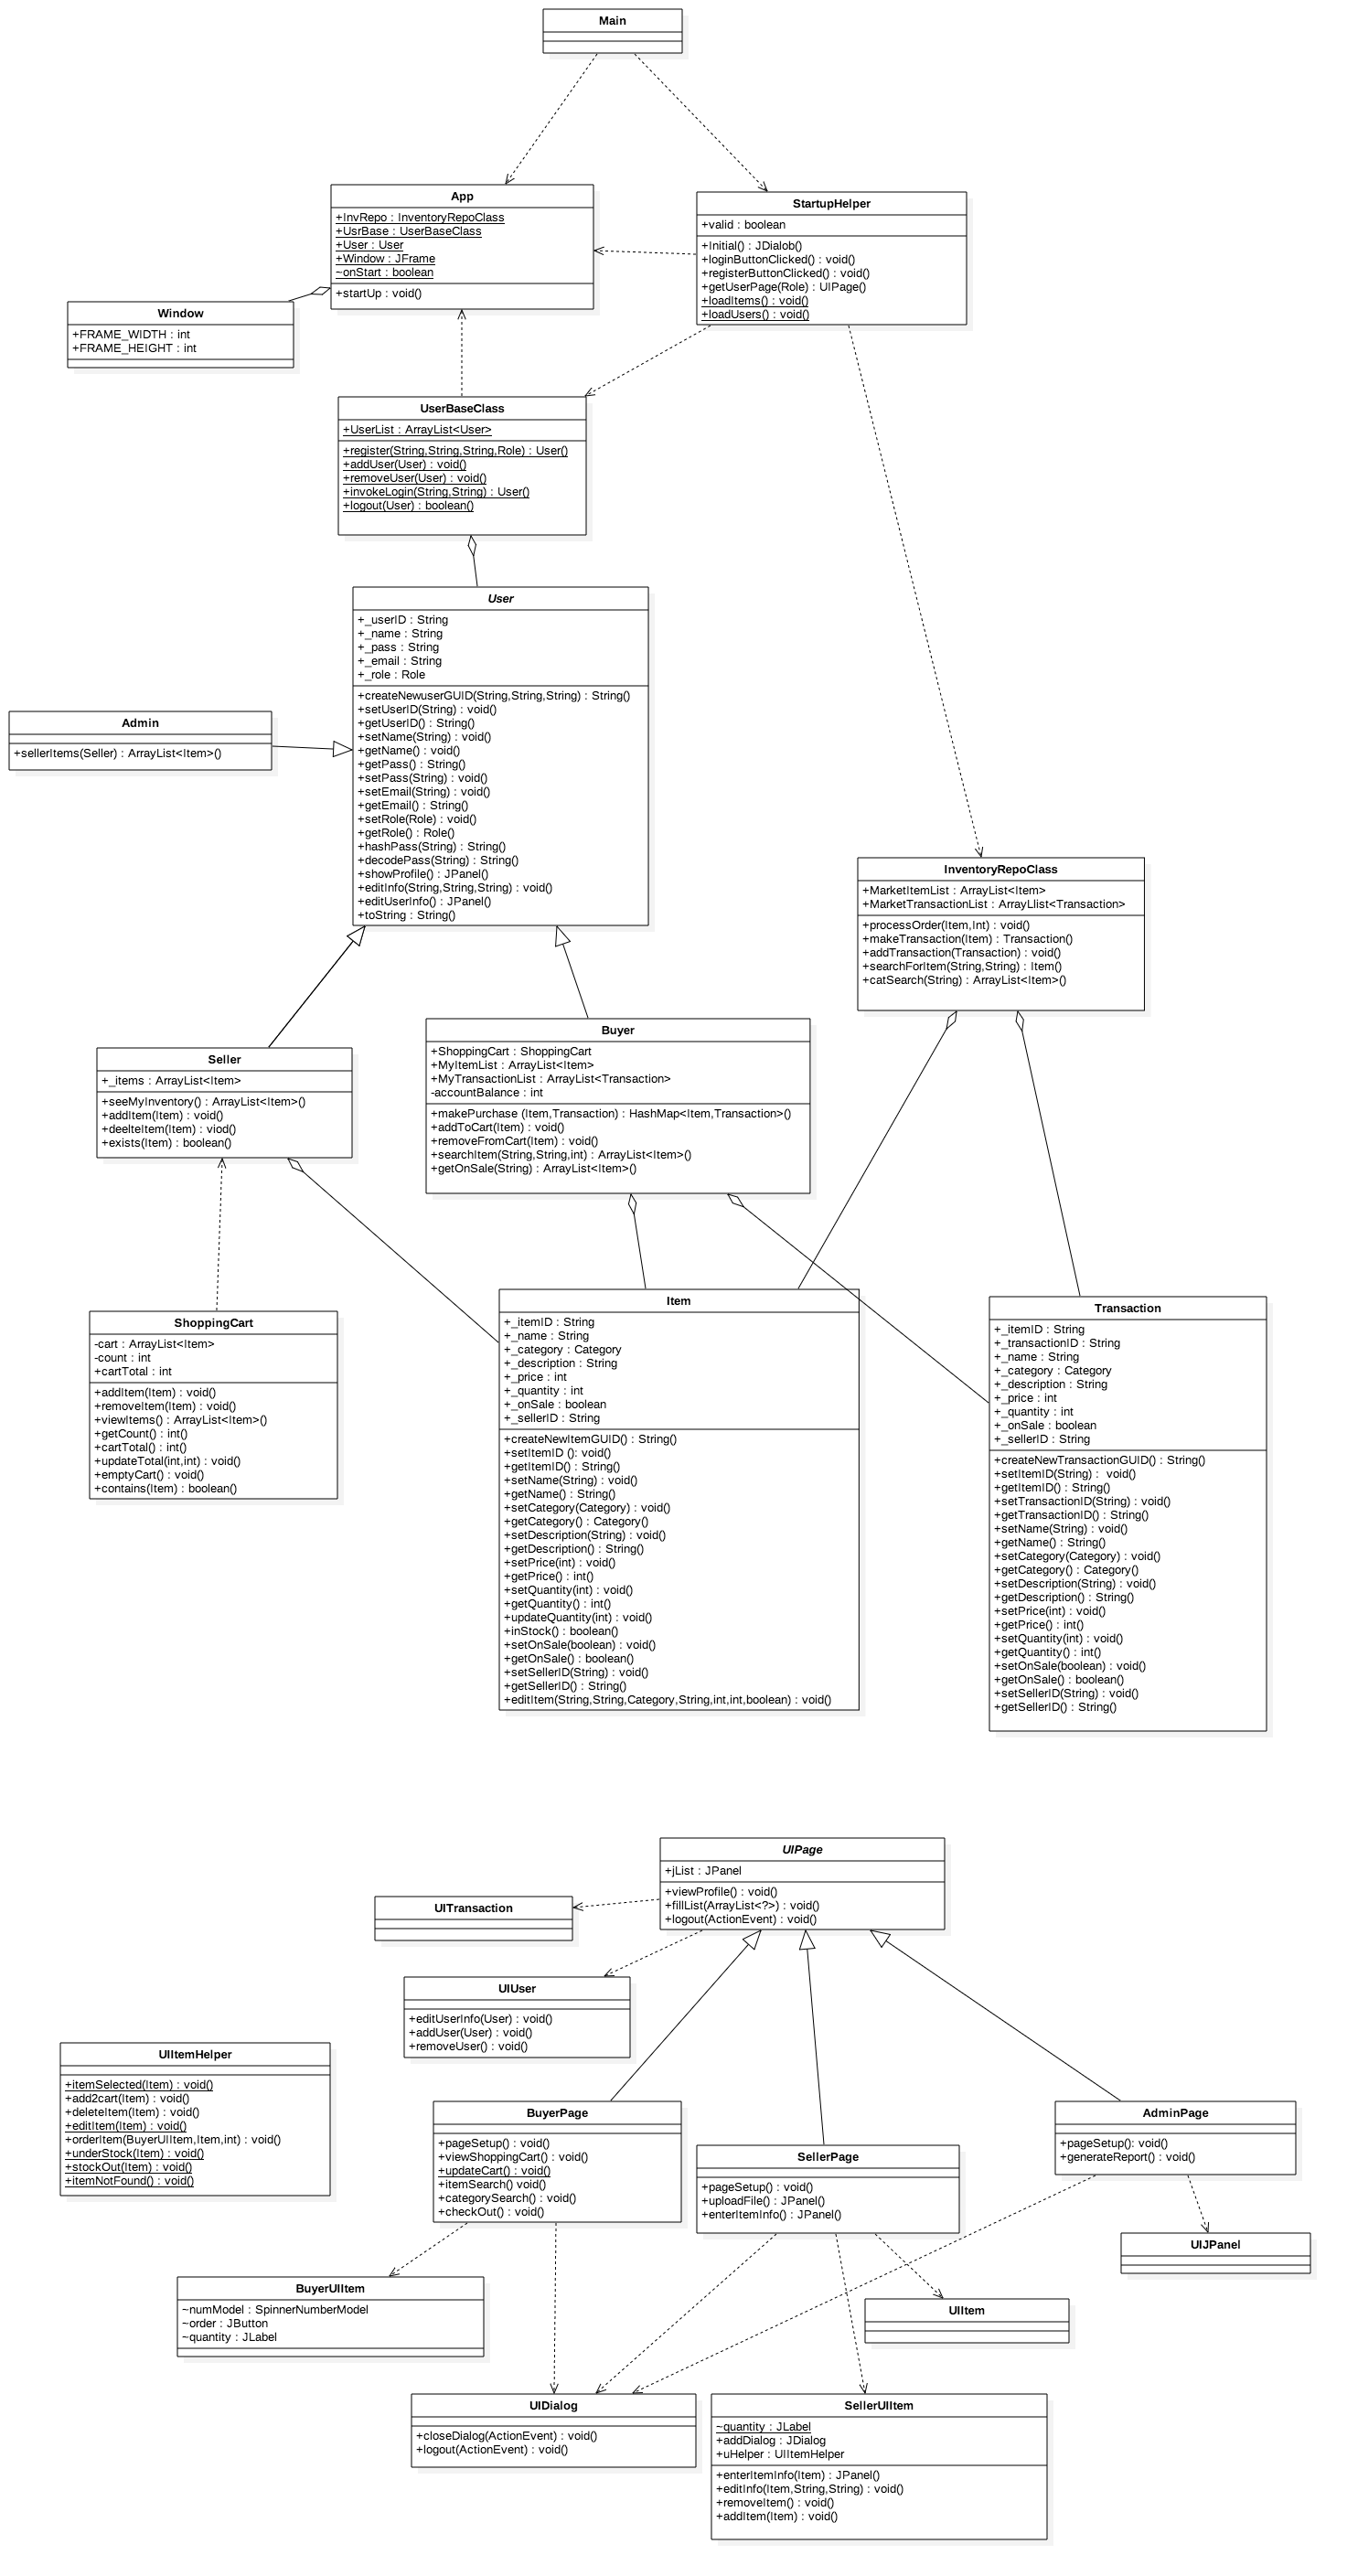 Main
App
+InvRepo : InventoryRepoClass
+UsrBase : UserBaseClass
+User : User
+Window : JFrame
~onStart : boolean
+startUp : void()
StartupHelper
+valid : boolean
+Initial() : JDialob()
+loginButtonClicked() : void()
+registerButtonClicked() : void()
+getUserPage(Role) : UIPage()
+loadItems() : void()
+loadUsers() : void()
Window
+FRAME_WIDTH : int
+FRAME_HEIGHT : int
UserBaseClass
+UserList : ArrayList<User>
+register(String,String,String,Role) : User()
+addUser(User) : void()
+removeUser(User) : void()
+invokeLogin(String,String) : User()
+logout(User) : boolean()
User
+_userID : String
+_name : String
+_pass : String
+_email : String
+_role : Role
+createNewuserGUID(String,String,String) : String()
+setUserID(String) : void()
+getUserID() : String()
+setName(String) : void()
+getName() : void()
+getPass() : String()
+setPass(String) : void()
+setEmail(String) : void()
+getEmail() : String()
+setRole(Role) : void()
+getRole() : Role()
+hashPass(String) : String()
+decodePass(String) : String()
+showProfile() : JPanel()
+editInfo(String,String,String) : void()
+editUserInfo() : JPanel()
+toString : String()
Admin
+sellerItems(Seller) : ArrayList<Item>()
InventoryRepoClass
+MarketItemList : ArrayList<Item>
+MarketTransactionList : ArrayLlist<Transaction>
+processOrder(Item,Int) : void()
+makeTransaction(Item) : Transaction()
+addTransaction(Transaction) : void()
+searchForItem(String,String) : Item()
+catSearch(String) : ArrayList<Item>()
Seller
+_items : ArrayList<Item>
+seeMyInventory() : ArrayList<Item>()
+addItem(Item) : void()
+deelteItem(Item) : viod()
+exists(Item) : boolean()
Buyer
+ShoppingCart : ShoppingCart
+MyItemList : ArrayList<Item>
+MyTransactionList : ArrayList<Transaction>
-accountBalance : int
+makePurchase (Item,Transaction) : HashMap<Item,Transaction>()
+addToCart(Item) : void()
+removeFromCart(Item) : void()
+searchItem(String,String,int) : ArrayList<Item>()
+getOnSale(String) : ArrayList<Item>()
ShoppingCart
-cart : ArrayList<Item>
-count : int
+cartTotal : int
+addItem(Item) : void()
+removeItem(Item) : void()
+viewItems() : ArrayList<Item>()
+getCount() : int()
+cartTotal() : int()
+updateTotal(int,int) : void()
+emptyCart() : void()
+contains(Item) : boolean()
Item
+_itemID : String
+_name : String
+_category : Category
+_description : String
+_price : int
+_quantity : int
+_onSale : boolean
+_sellerID : String
+createNewItemGUID() : String()
+setItemID (): void()
+getItemID() : String()
+setName(String) : void()
+getName() : String()
+setCategory(Category) : void()
+getCategory() : Category()
+setDescription(String) : void()
+getDescription() : String()
+setPrice(int) : void()
+getPrice() : int()
+setQuantity(int) : void()
+getQuantity() : int()
+updateQuantity(int) : void()
+inStock() : boolean()
+setOnSale(boolean) : void()
+getOnSale() : boolean()
+setSellerID(String) : void()
+getSellerID() : String()
+editItem(String,String,Category,String,int,int,boolean) : void()
Transaction
+_itemID : String
+_transactionID : String
+_name : String
+_category : Category
+_description : String
+_price : int
+_quantity : int
+_onSale : boolean
+_sellerID : String
+createNewTransactionGUID() : String()
+setItemID(String) : void()
+getItemID() : String()
+setTransactionID(String) : void()
+getTransactionID() : String()
+setName(String) : void()
+getName() : String()
+setCategory(Category) : void()
+getCategory() : Category()
+setDescription(String) : void()
+getDescription() : String()
+setPrice(int) : void()
+getPrice() : int()
+setQuantity(int) : void()
+getQuantity() : int()
+setOnSale(boolean) : void()
+getOnSale() : boolean()
+setSellerID(String) : void()
+getSellerID() : String()
UIPage
+jList : JPanel
+viewProfile() : void()
+fillList(ArrayList<?>) : void()
+logout(ActionEvent) : void()
UITransaction
UIUser
+editUserInfo(User) : void()
+addUser(User) : void()
+removeUser() : void()
UIItemHelper
+itemSelected(Item) : void()
+add2cart(Item) : void()
+deleteItem(Item) : void()
+editItem(Item) : void()
+orderItem(BuyerUIItem,Item,int) : void()
+underStock(Item) : void()
+stockOut(Item) : void()
+itemNotFound() : void()
BuyerPage
+pageSetup() : void()
+viewShoppingCart() : void()
+updateCart() : void()
+itemSearch() void()
+categorySearch() : void()
+checkOut() : void()
SellerPage
+pageSetup() : void()
+uploadFile() : JPanel()
+enterItemInfo() : JPanel()
AdminPage
+pageSetup(): void()
+generateReport() : void()
UIJPanel
BuyerUIItem
~numModel : SpinnerNumberModel
~order : JButton
~quantity : JLabel
UIItem
UIDialog
+closeDialog(ActionEvent) : void()
+logout(ActionEvent) : void()
SellerUIItem
~quantity : JLabel
+addDialog : JDialog
+uHelper : UIItemHelper
+enterItemInfo(Item) : JPanel()
+editInfo(Item,String,String) : void()
+removeItem() : void()
+addItem(Item) : void()